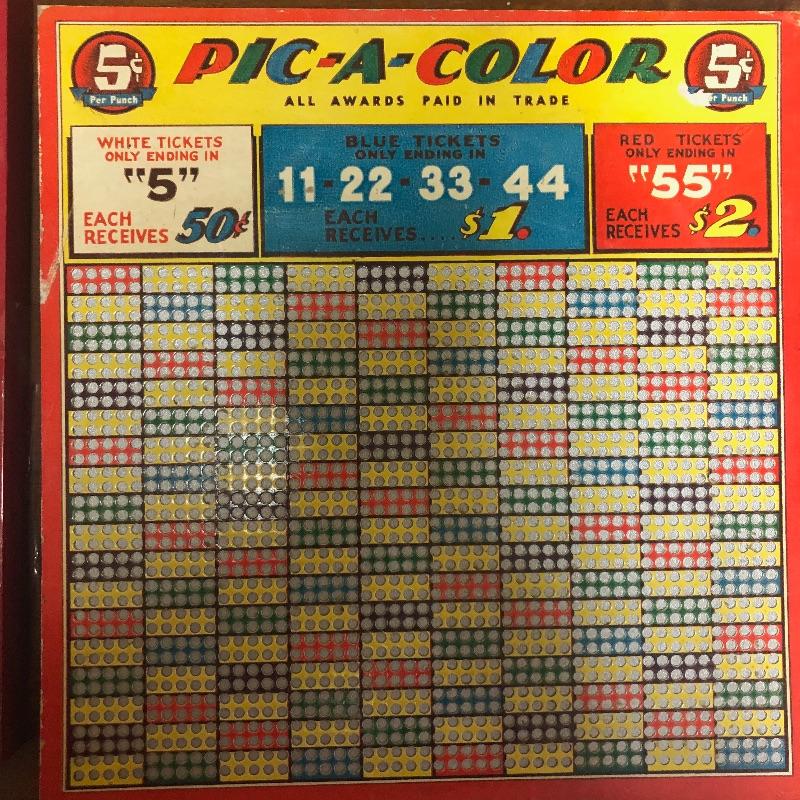 5¢
Per Punch
PIC-A-COLOR
ALL AWARDS PAID IN TRADE
5¢
Per Punch
WHITE TICKETS
ONLY ENDING IN
"5"
EACH
RECEIVES 50¢
BLUE TICKETS
ONLY ENDING IN
11-22-33-44
EACH
RECEIVES.... $1.
RED TICKETS
ONLY ENDING IN
"55"
EACH
RECEIVES $2.